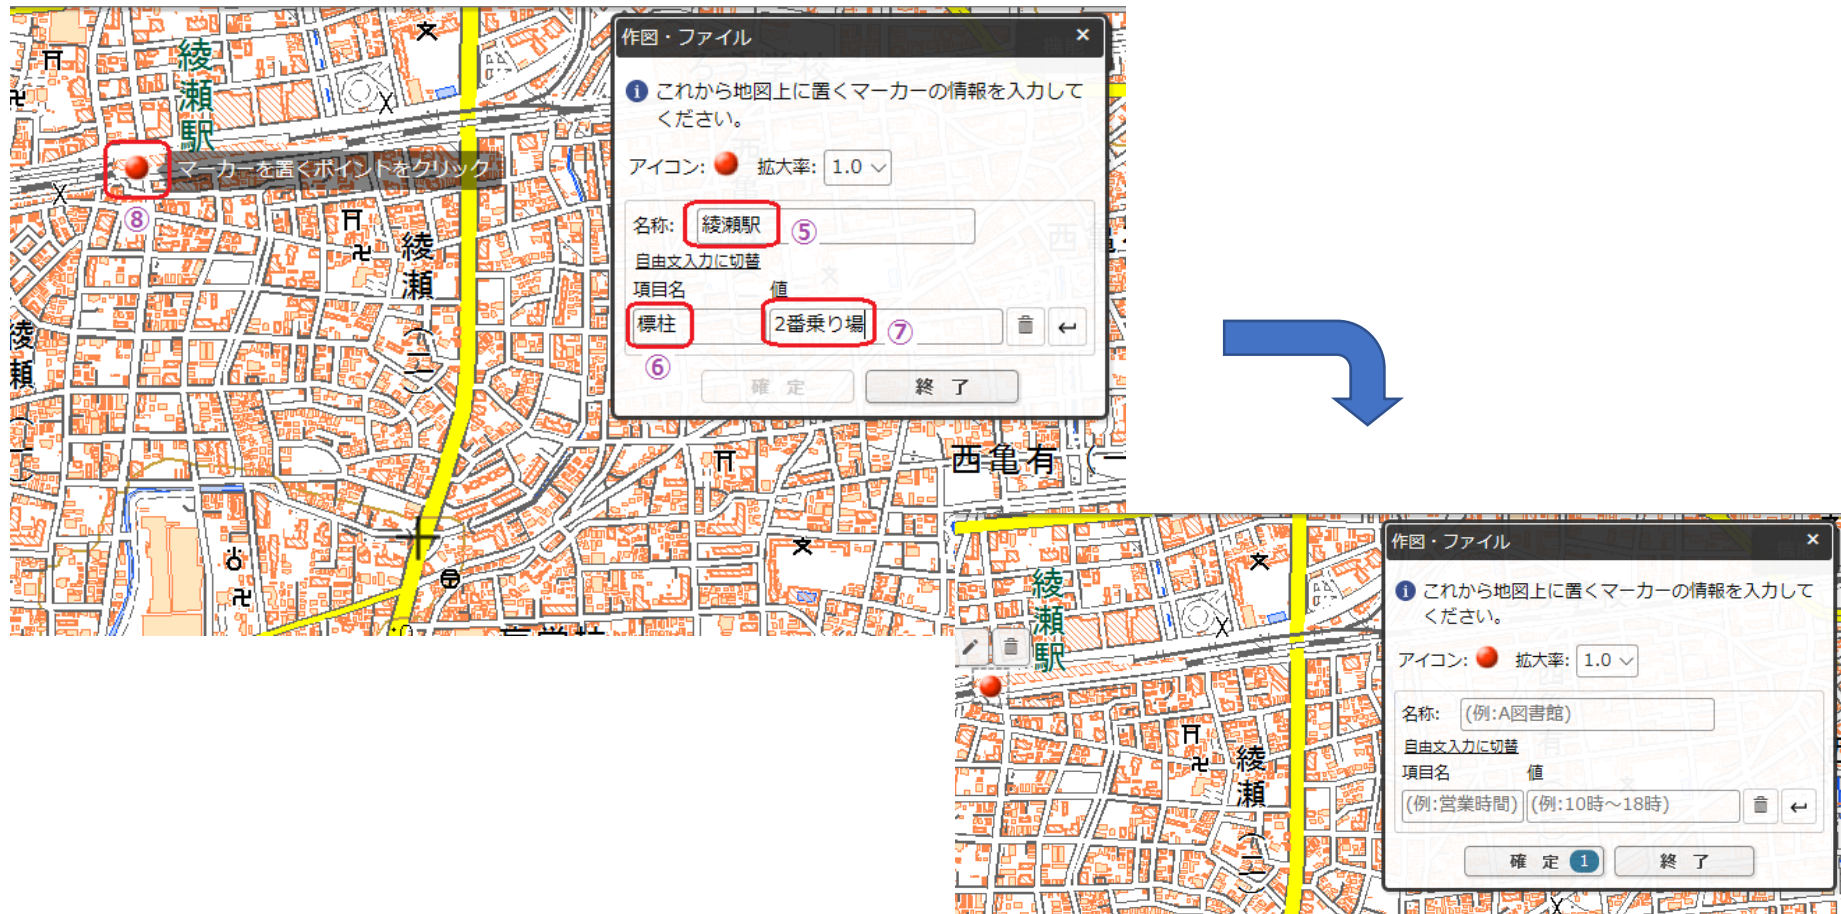 作図・ファイル ×
これから地図上に置くマーカーの情報を入力して
ください。
アイコン: 拡大率: 1.0
名称: 綾瀬駅 ⑤
自由文入力に切替
項目名 値
標柱 2番乗り場 ⑦
⑥
確 定 終 了
綾瀬駅
マーカーを置くポイントをクリック
⑧
綾瀬(二)
綾瀬(一)
西亀有(一
作図・ファイル ×
これから地図上に置くマーカーの情報を入力して
ください。
アイコン: 拡大率: 1.0
名称: (例:A図書館)
自由文入力に切替
項目名 値
(例:営業時間) (例:10時～18時)
確 定 1 終 了
綾瀬駅
綾瀬(二)